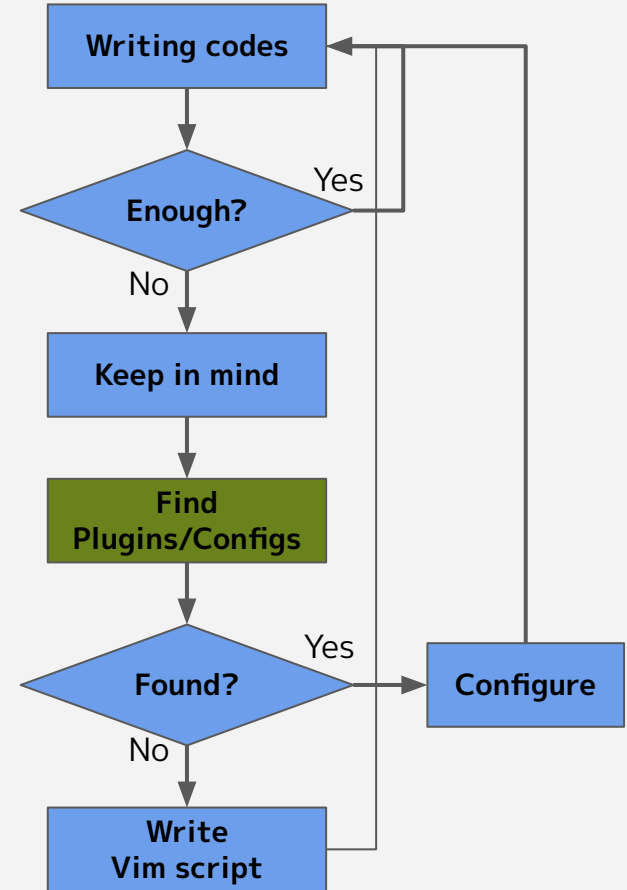 Writing codes
Yes
Enough?
No
Keep in mind
Find
Plugins/Configs
Yes
Found?
Configure
No
Write
Vim script